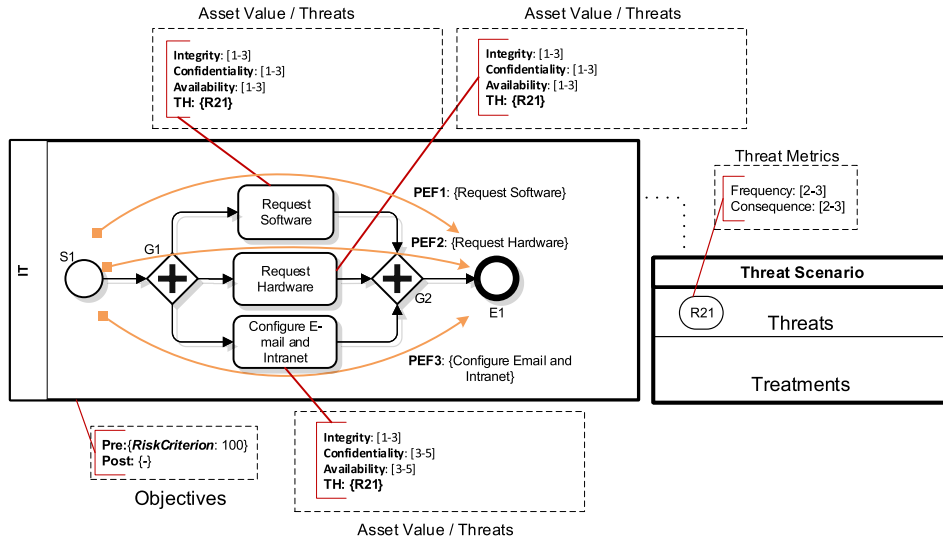 Asset Value / Threats
Asset Value / Threats
Integrity: [1-3]
Confidentiality: [1-3]
Availability: [1-3]
TH: {R21}
Integrity: [1-3]
Confidentiality: [1-3]
Availability: [1-3]
TH: {R21}
Threat Metrics
Frequency: [2-3]
Consequence: [2-3]
IT
S1
G1
Request
Software
PEF1: {Request Software}
PEF2: {Request Hardware}
Request
Hardware
G2
E1
Configure E-
mail and
Intranet
PEF3: {Configure Email and
Intranet}
Threat Scenario
R21
Threats
Treatments
Pre:{RiskCriterion: 100}
Post: {-}
Objectives
Integrity: [1-3]
Confidentiality: [3-5]
Availability: [3-5]
TH: {R21}
Asset Value / Threats